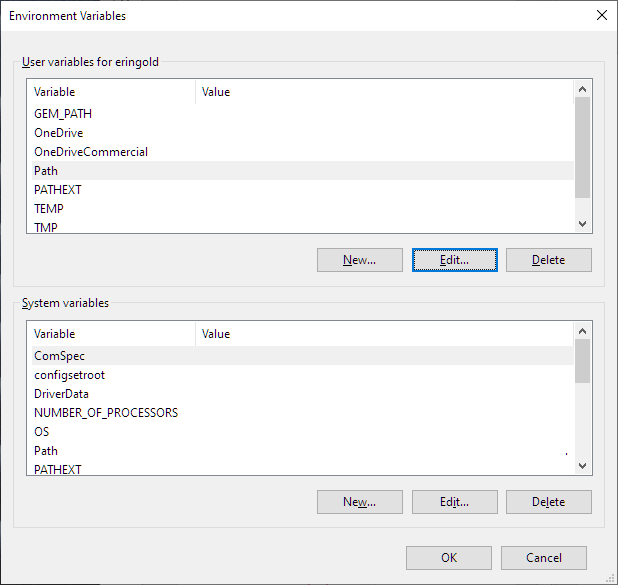 Environment Variables
User variables for eringold
Variable Value
GEM_PATH
OneDrive
OneDriveCommercial
Path
PATHEXT
TEMP
TMP
New... Edit... Delete
System variables
Variable Value
ComSpec
configsetroot
DriverData
NUMBER_OF_PROCESSORS
OS
Path .
PATHEXT
New... Edit... Delete
OK Cancel